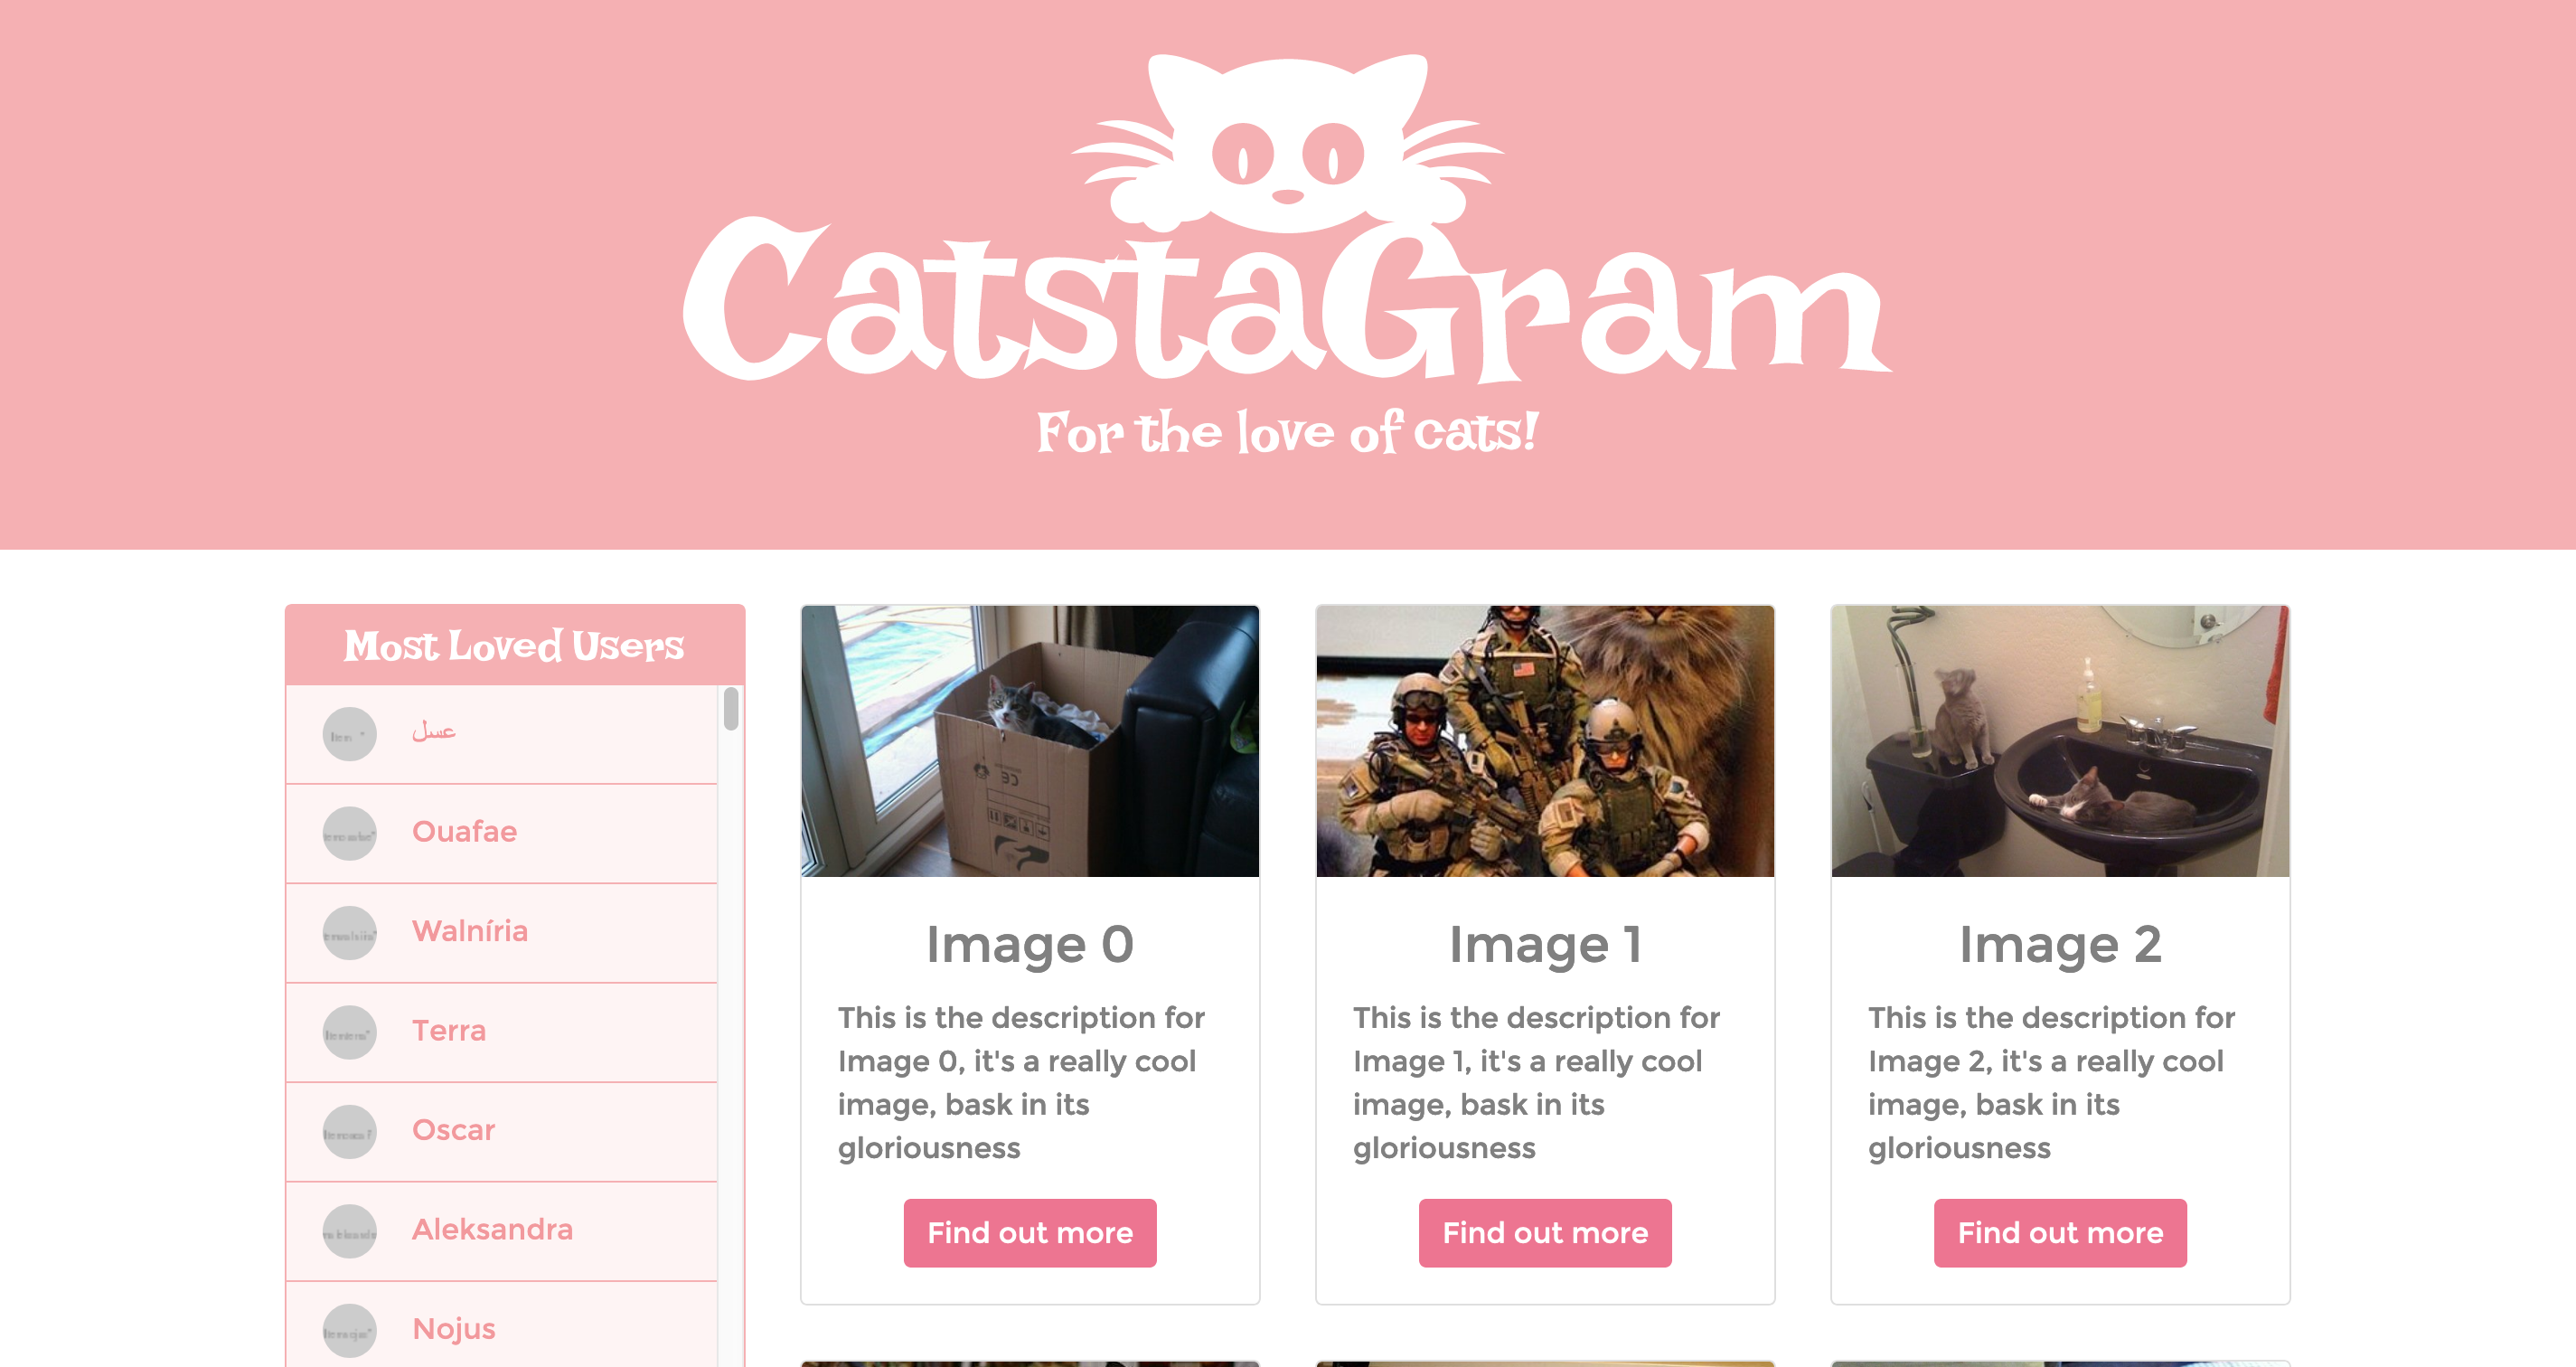 CatstaGram
For the love of cats!
Most Loved Users
عسل
Ouafae
Walníria
Terra
Oscar
Aleksandra
Nojus
Image 0
This is the description for
Image 0, it's a really cool
image, bask in its
gloriousness
Find out more
Image 1
This is the description for
Image 1, it's a really cool
image, bask in its
gloriousness
Find out more
Image 2
This is the description for
Image 2, it's a really cool
image, bask in its
gloriousness
Find out more